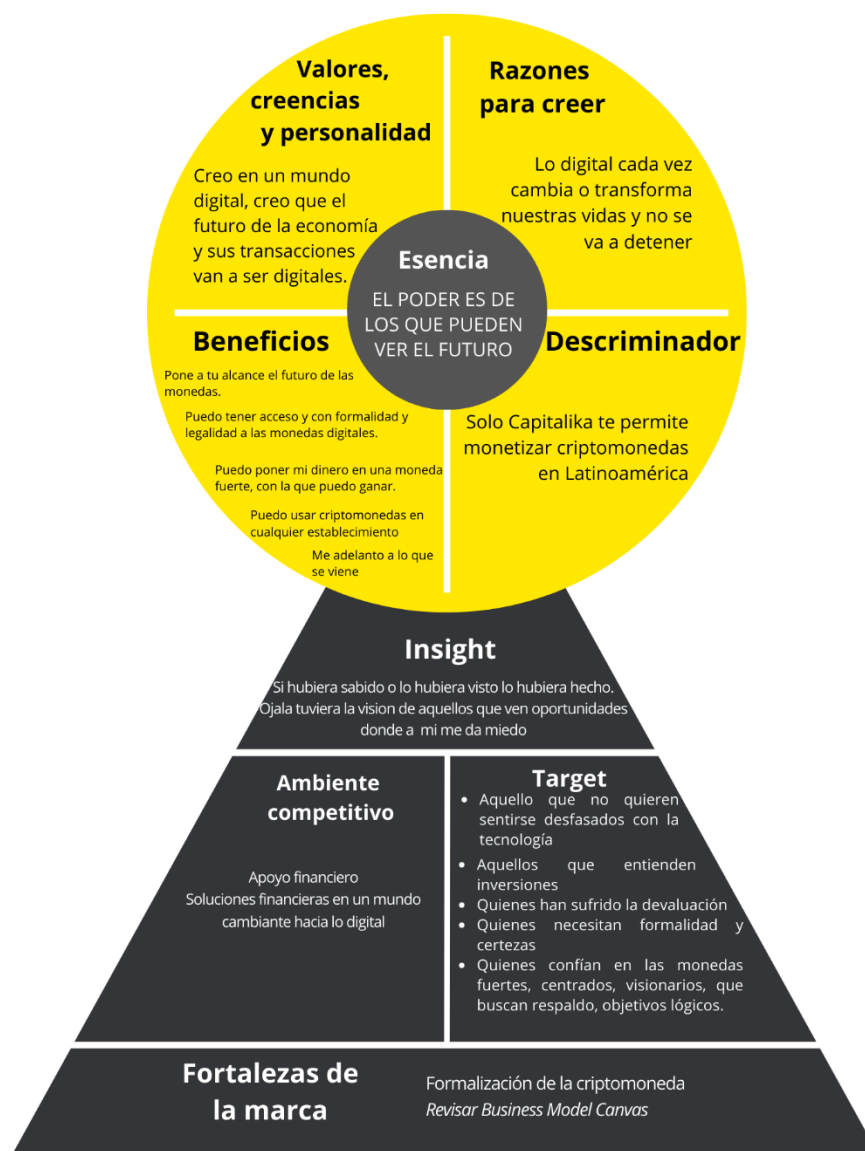 Valores,
creencias
y personalidad
Creo en un mundo
digital, creo que el
futuro de la economía
y sus transacciones
van a ser digitales.
Razones
para creer
Lo digital cada vez
cambia o transforma
nuestras vidas y no se
va a detener
Esencia
EL PODER ES DE
LOS QUE PUEDEN
VER EL FUTURO
Beneficios
Pone a tu alcance el futuro de las
monedas.
Puedo tener acceso y con formalidad y
legalidad a las monedas digitales.
Puedo poner mi dinero en una moneda
fuerte, con la que puedo ganar.
Puedo usar criptomonedas en
cualquier establecimiento
Me adelanto a lo que
se viene
Descriminador
Solo Capitalika te permite
monetizar criptomonedas
en Latinoamérica
Insight
Si hubiera sabido o lo hubiera visto lo hubiera hecho.
Ojala tuviera la vision de aquellos que ven oportunidades
donde a mi me da miedo
Ambiente
competitivo
Apoyo financiero
Soluciones financieras en un mundo
cambiante hacia lo digital
Target
• Aquello que no quieren
sentirse desfasados con la
tecnología
• Aquellos que entienden
inversiones
• Quienes han sufrido la devaluación
• Quienes necesitan formalidad y
certezas
• Quienes confían en las monedas
fuertes, centrados, visionarios, que
buscan respaldo, objetivos lógicos.
Fortalezas de
la marca
Formalización de la criptomoneda
Revisar Business Model Canvas